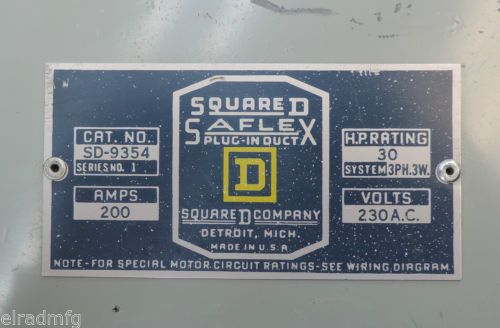 SQUARE D
SAFLEX
PLUG-IN DUCT
D
SQUARE D COMPANY
DETROIT, MICH.
MADE IN U.S.A
CAT. NO.
SD-9354
SERIES NO. 1
AMPS.
200
H.P. RATING
30
SYSTEM 3PH. 3W.
VOLTS
230 A.C.
NOTE-FOR SPECIAL MOTOR CIRCUIT RATINGS-SEE WIRING DIAGRAM
© elradmfg
elradmfg